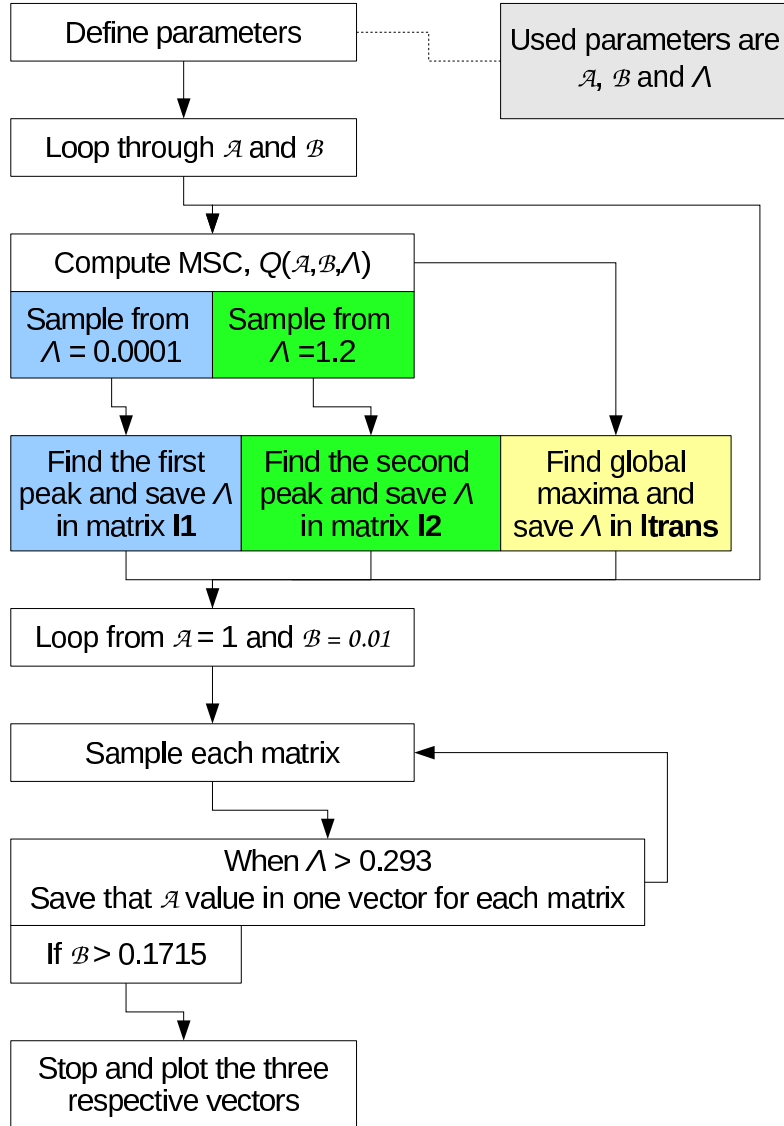 Define parameters
Used parameters are
𝒜, ℬ and Λ
Loop through 𝒜 and ℬ
Compute MSC, Q(𝒜,ℬ,Λ)
Sample from
Λ = 0.0001
Sample from
Λ =1.2
Find the first
peak and save Λ
in matrix l1
Find the second
peak and save Λ
in matrix l2
Find global
maxima and
save Λ in ltrans
Loop from 𝒜 = 1 and ℬ = 0.01
Sample each matrix
When Λ > 0.293
Save that 𝒜 value in one vector for each matrix
If ℬ > 0.1715
Stop and plot the three
respective vectors